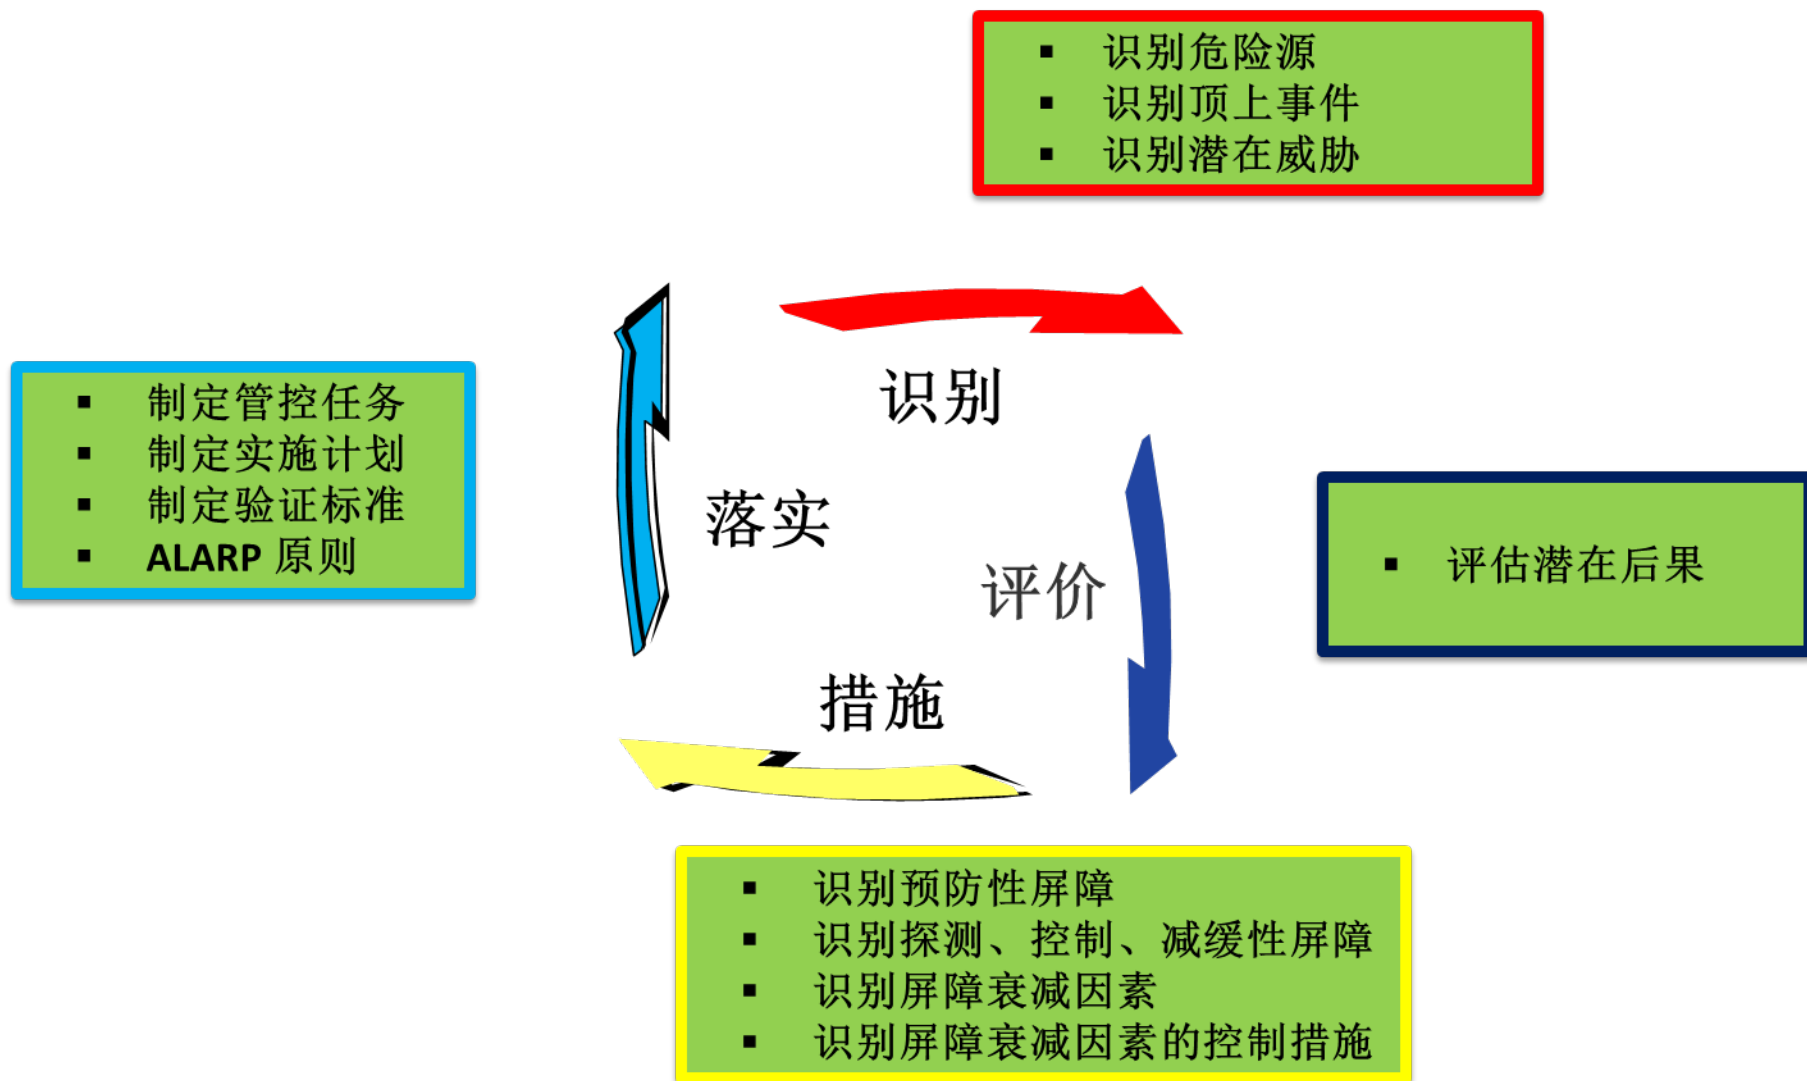 ▪ 识别危险源
▪ 识别顶上事件
▪ 识别潜在威胁
识别
▪ 制定管控任务
▪ 制定实施计划
▪ 制定验证标准
▪ ALARP 原则
落实
评价
▪ 评估潜在后果
措施
▪ 识别预防性屏障
▪ 识别探测、控制、减缓性屏障
▪ 识别屏障衰减因素
▪ 识别屏障衰减因素的控制措施